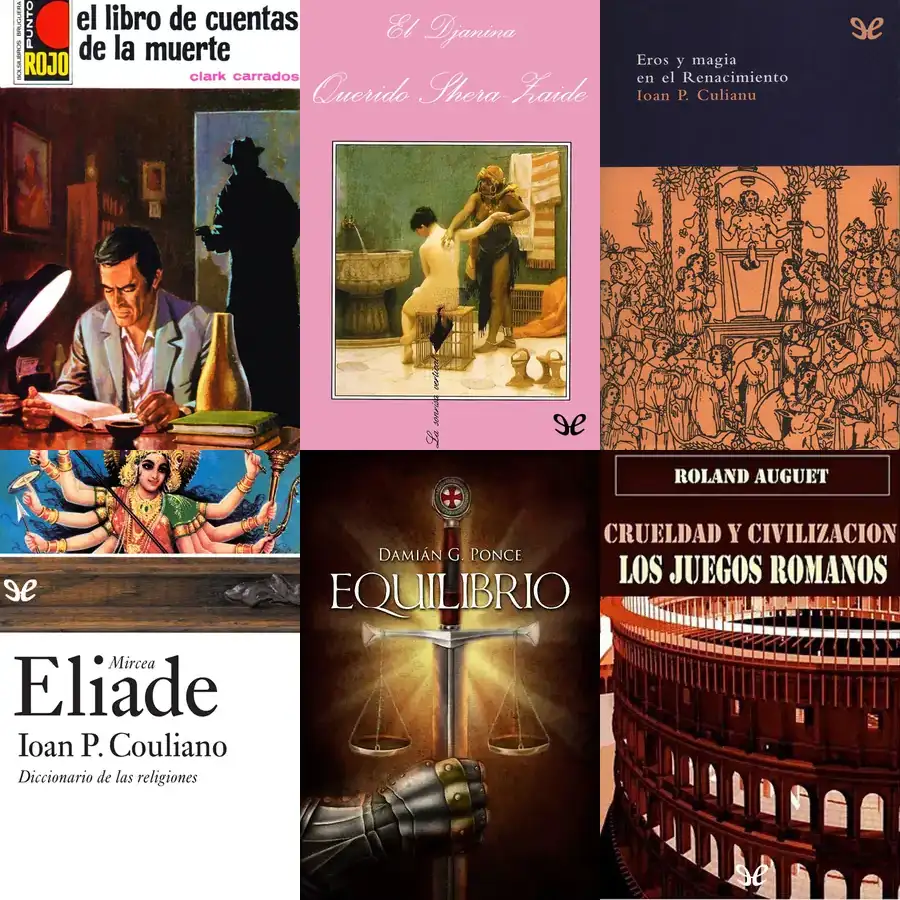 BOLSILIBROS BRUGUERA
PUNTO
ROJO
el libro de cuentas
de la muerte
clark carrados
El Djanina
Querido Shera-Zaide
La sonrisa vertical
Eros y magia
en el Renacimiento
Ioan P. Culianu
Mircea
Eliade
Ioan P. Couliano
Diccionario de las religiones
DAMIÁN G. PONCE
EQUILIBRIO
ROLAND AUGUET
CRUELDAD Y CIVILIZACION
LOS JUEGOS ROMANOS